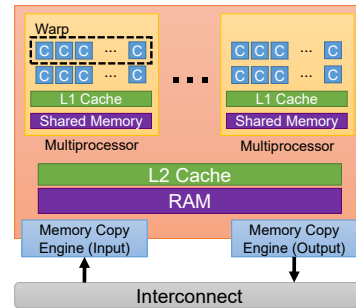 Warp
C C C ... C
C C C ... C
L1 Cache
Shared Memory
Multiprocessor
...
C C C ... C
C C C ... C
L1 Cache
Shared Memory
Multiprocessor
L2 Cache
RAM
Memory Copy
Engine (Input)
Memory Copy
Engine (Output)
Interconnect